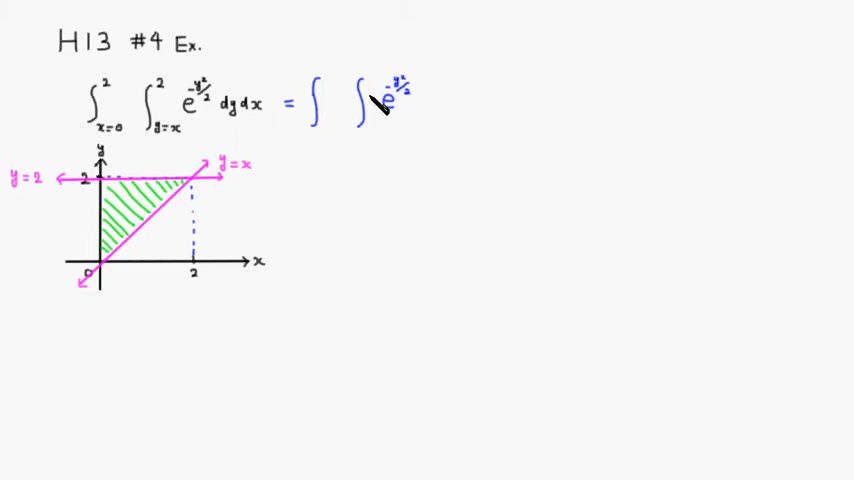 H13 #4 Ex.
∫_{x=0}^{2} ∫_{y=x}^{2} e^{-y²/2} dy dx = ∫ ∫ e^{-y²/2}
y
y=x
y=2
2
0
2
x